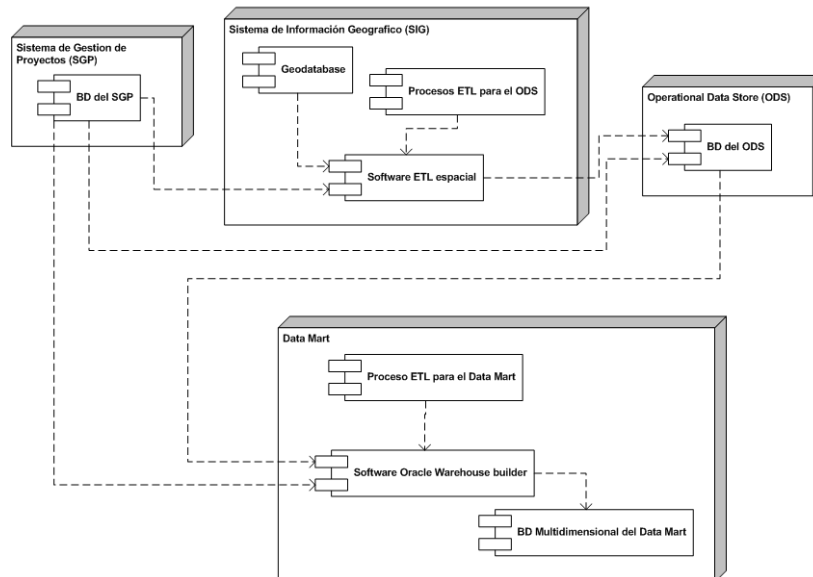 Sistema de Gestion de
Proyectos (SGP)
BD del SGP
Sistema de Información Geografico (SIG)
Geodatabase
Procesos ETL para el ODS
Software ETL espacial
Operational Data Store (ODS)
BD del ODS
Data Mart
Proceso ETL para el Data Mart
Software Oracle Warehouse builder
BD Multidimensional del Data Mart